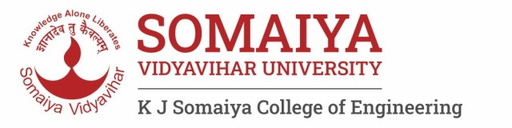 Knowledge Alone Liberates
ज्ञानादेव तु कैवल्यम्
Somaiya Vidyavihar
SOMAIYA
VIDYAVIHAR UNIVERSITY
K J Somaiya College of Engineering